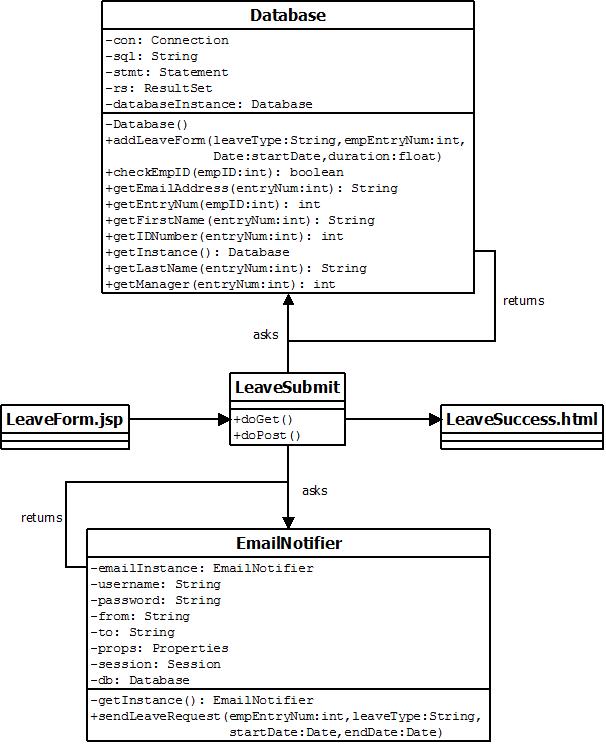 Database
-con: Connection
-sql: String
-stmt: Statement
-rs: ResultSet
-databaseInstance: Database
-Database()
+addLeaveForm(leaveType:String,empEntryNum:int,
Date:startDate,duration:float)
+checkEmpID(empID:int): boolean
+getEmailAddress(entryNum:int): String
+getEntryNum(empID:int): int
+getFirstName(entryNum:int): String
+getIDNumber(entryNum:int): int
+getInstance(): Database
+getLastName(entryNum:int): String
+getManager(entryNum:int): int
returns
asks
LeaveSubmit
+doGet()
+doPost()
LeaveForm.jsp
LeaveSuccess.html
asks
returns
EmailNotifier
-emailInstance: EmailNotifier
-username: String
-password: String
-from: String
-to: String
-props: Properties
-session: Session
-db: Database
-getInstance(): EmailNotifier
+sendLeaveRequest(empEntryNum:int,leaveType:String,
startDate:Date,endDate:Date)